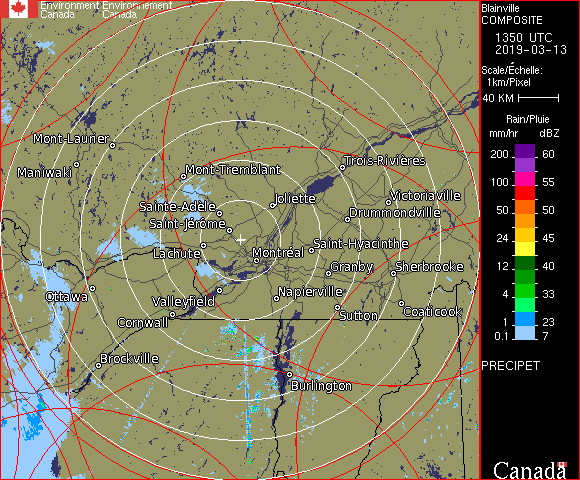 Environment Environnement
Canada Canada
Blainville
COMPOSITE
1350 UTC
2019-03-13
Scale/Échelle:
1km/Pixel
40 KM
Rain/Pluie
mm/hr dBZ
200 60
100 55
50 50
24 45
12 40
4 33
1 23
0.1 7
PRECIPET
Mont-Laurier
Maniwaki
Mont-Tremblant
Trois-Rivières
Sainte-Adèle
Joliette
Victoriaville
Drummondville
Saint-Jérôme
Lachute
Montréal
Saint-Hyacinthe
Granby
Sherbrooke
Ottawa
Valleyfield
Napierville
Sutton
Coaticook
Cornwall
Brockville
Burlington
Canada